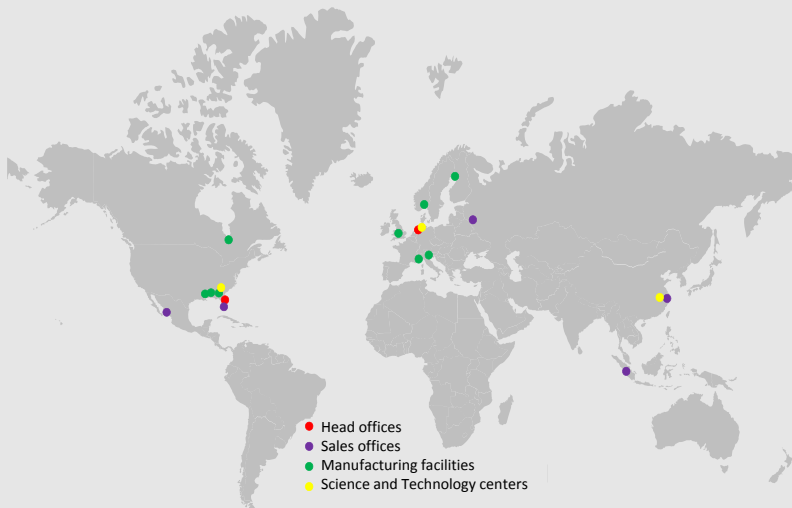 Head offices
Sales offices
Manufacturing facilities
Science and Technology centers